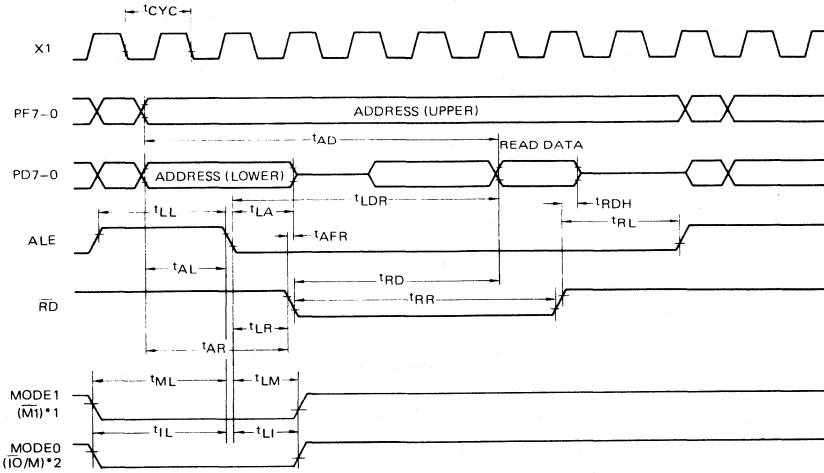 tCYC
X1
PF7-0
ADDRESS (UPPER)
tAD
READ DATA
PD7-0
ADDRESS (LOWER)
tLDR
tRDH
tLL
tLA
tRL
ALE
tAFR
tAL
tRD
tRR
RD
tLR
tAR
tML
tLM
MODE1
(M1)*1
tIL
tLI
MODE0
(IO/M)*2